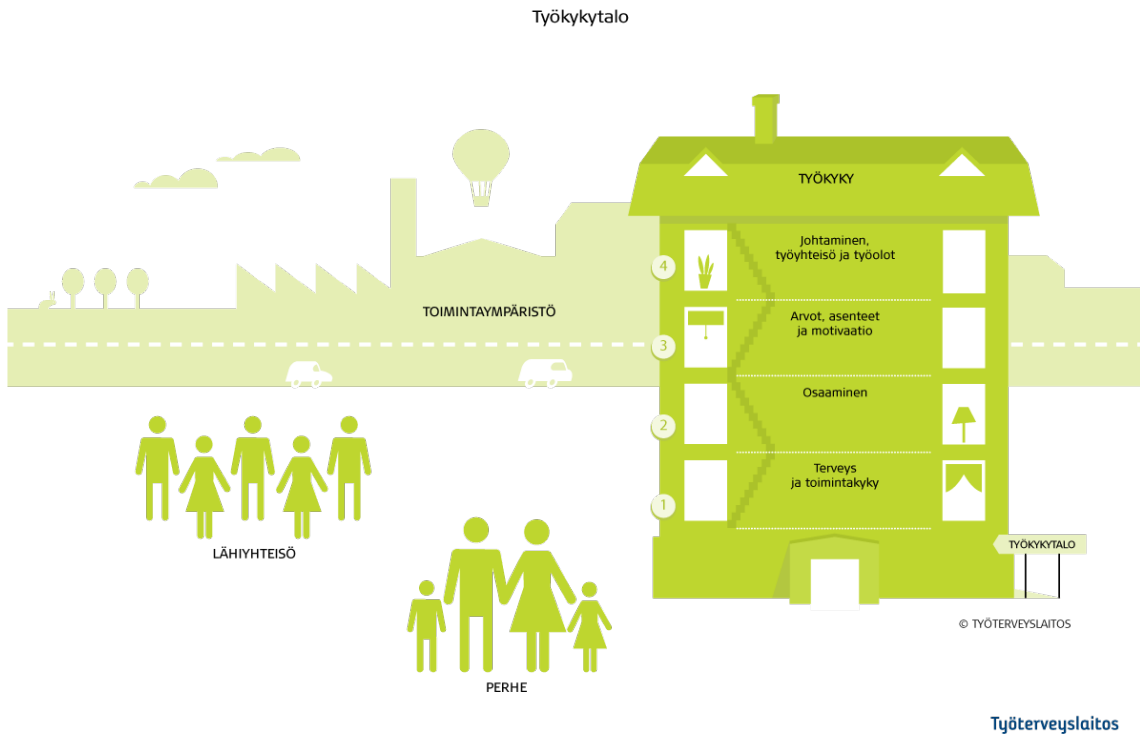 Työkykytalo
TYÖKYKY
4
Johtaminen,
työyhteisö ja työolot
TOIMINTAYMPÄRISTÖ
3
Arvot, asenteet
ja motivaatio
2
Osaaminen
1
Terveys
ja toimintakyky
LÄHIYHTEISÖ
TYÖKYKYTALO
© TYÖTERVEYSLAITOS
PERHE
Työterveyslaitos